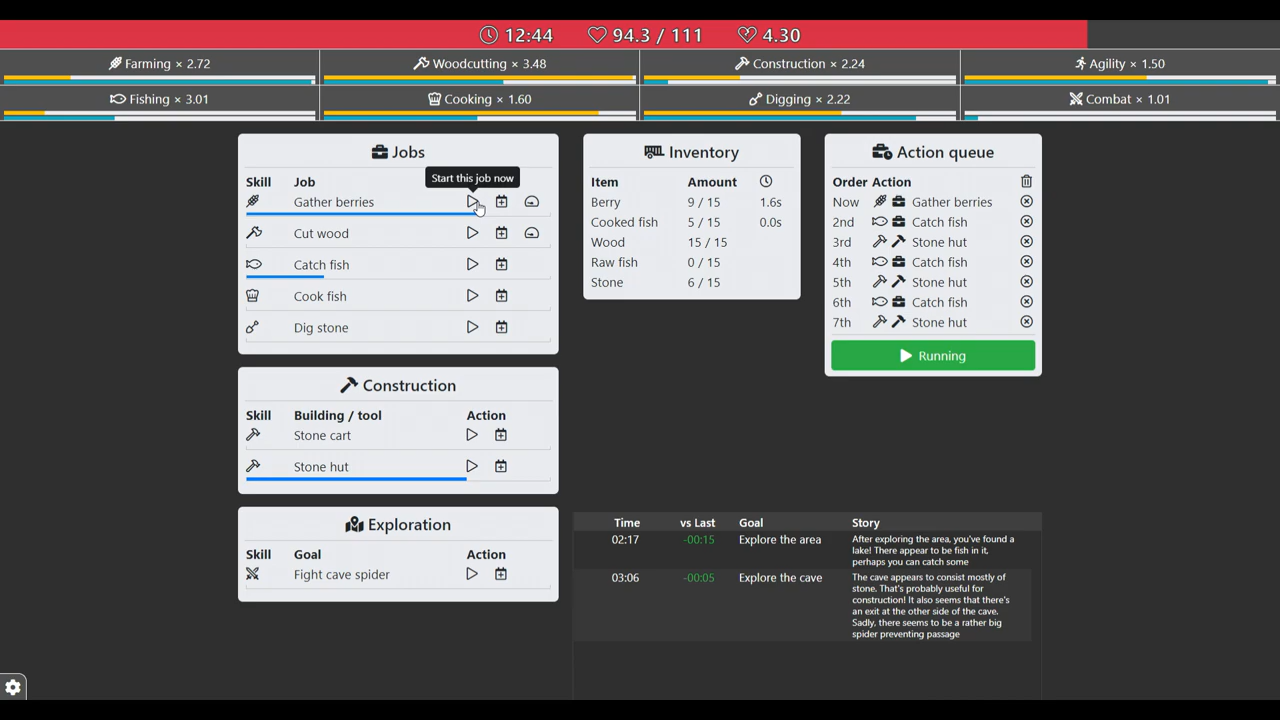 12:44 94.3 / 111 4.30
Farming × 2.72 Woodcutting × 3.48 Construction × 2.24 Agility × 1.50
Fishing × 3.01 Cooking × 1.60 Digging × 2.22 Combat × 1.01
Jobs
Start this job now
Skill Job
Gather berries
Cut wood
Catch fish
Cook fish
Dig stone
Construction
Skill Building / tool Action
Stone cart
Stone hut
Exploration
Skill Goal Action
Fight cave spider
Inventory
Item Amount
Berry 9 / 15 1.6s
Cooked fish 5 / 15 0.0s
Wood 15 / 15
Raw fish 0 / 15
Stone 6 / 15
Action queue
Order Action
Now Gather berries
2nd Catch fish
3rd Stone hut
4th Catch fish
5th Stone hut
6th Catch fish
7th Stone hut
Running
Time vs Last Goal Story
02:17 -00:15 Explore the area After exploring the area, you've found a
lake! There appear to be fish in it,
perhaps you can catch some
03:06 -00:05 Explore the cave The cave appears to consist mostly of
stone. That's probably useful for
construction! It also seems that there's
an exit at the other side of the cave.
Sadly, there seems to be a rather big
spider preventing passage